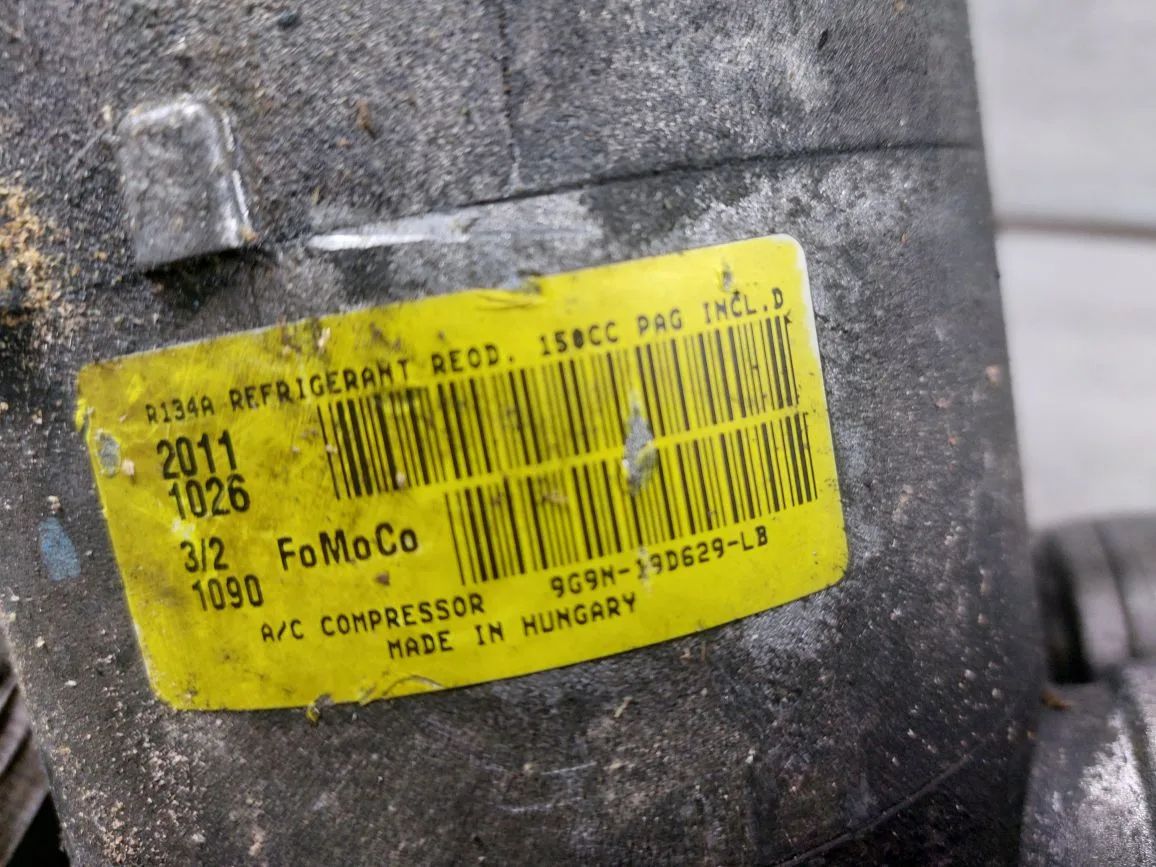 R134A REFRIGERANT REQD. 150CC PAG INCL.D
2011
1026
3/2 FoMoCo
1090
9G9N-19D629-LB
A/C COMPRESSOR
MADE IN HUNGARY